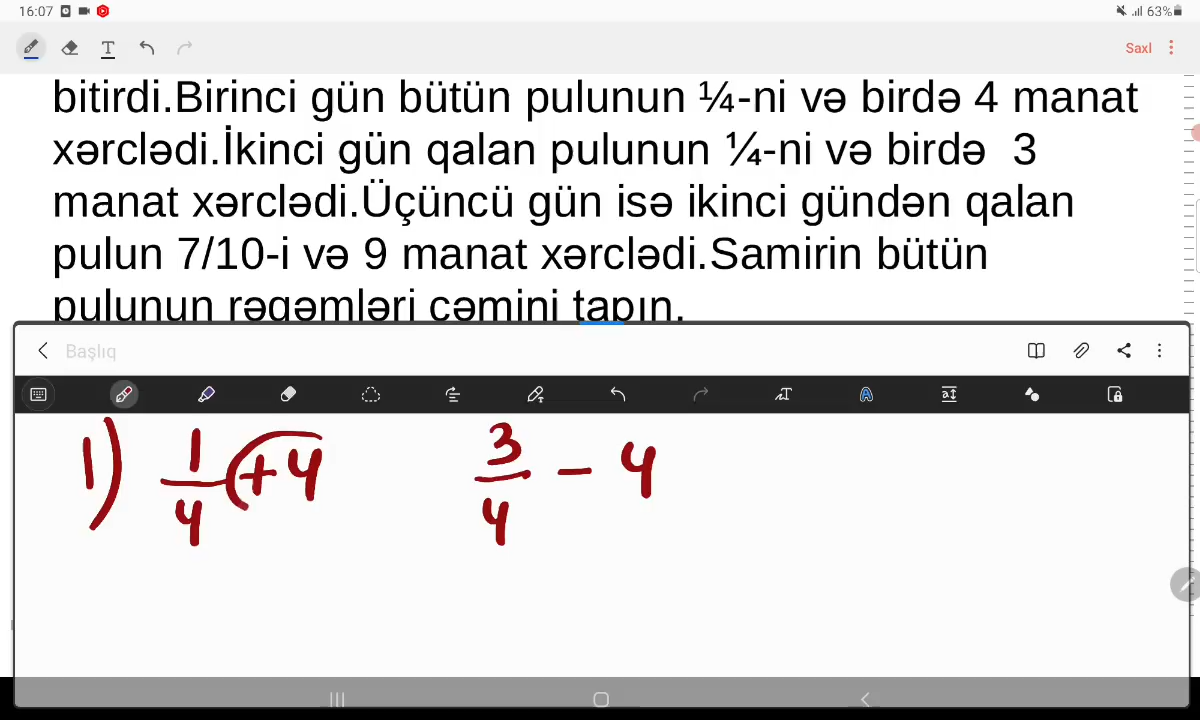 16:07 63%
Saxl
bitirdi.Birinci gün bütün pulunun ¼-ni və birdə 4 manat
xərclədi.İkinci gün qalan pulunun ¼-ni və birdə  3
manat xərclədi.Üçüncü gün isə ikinci gündən qalan
pulun 7/10-i və 9 manat xərclədi.Samirin bütün
pulunun rəqəmləri cəmini tapın.
Başlıq
1) 1/4 + 4 3/4 - 4